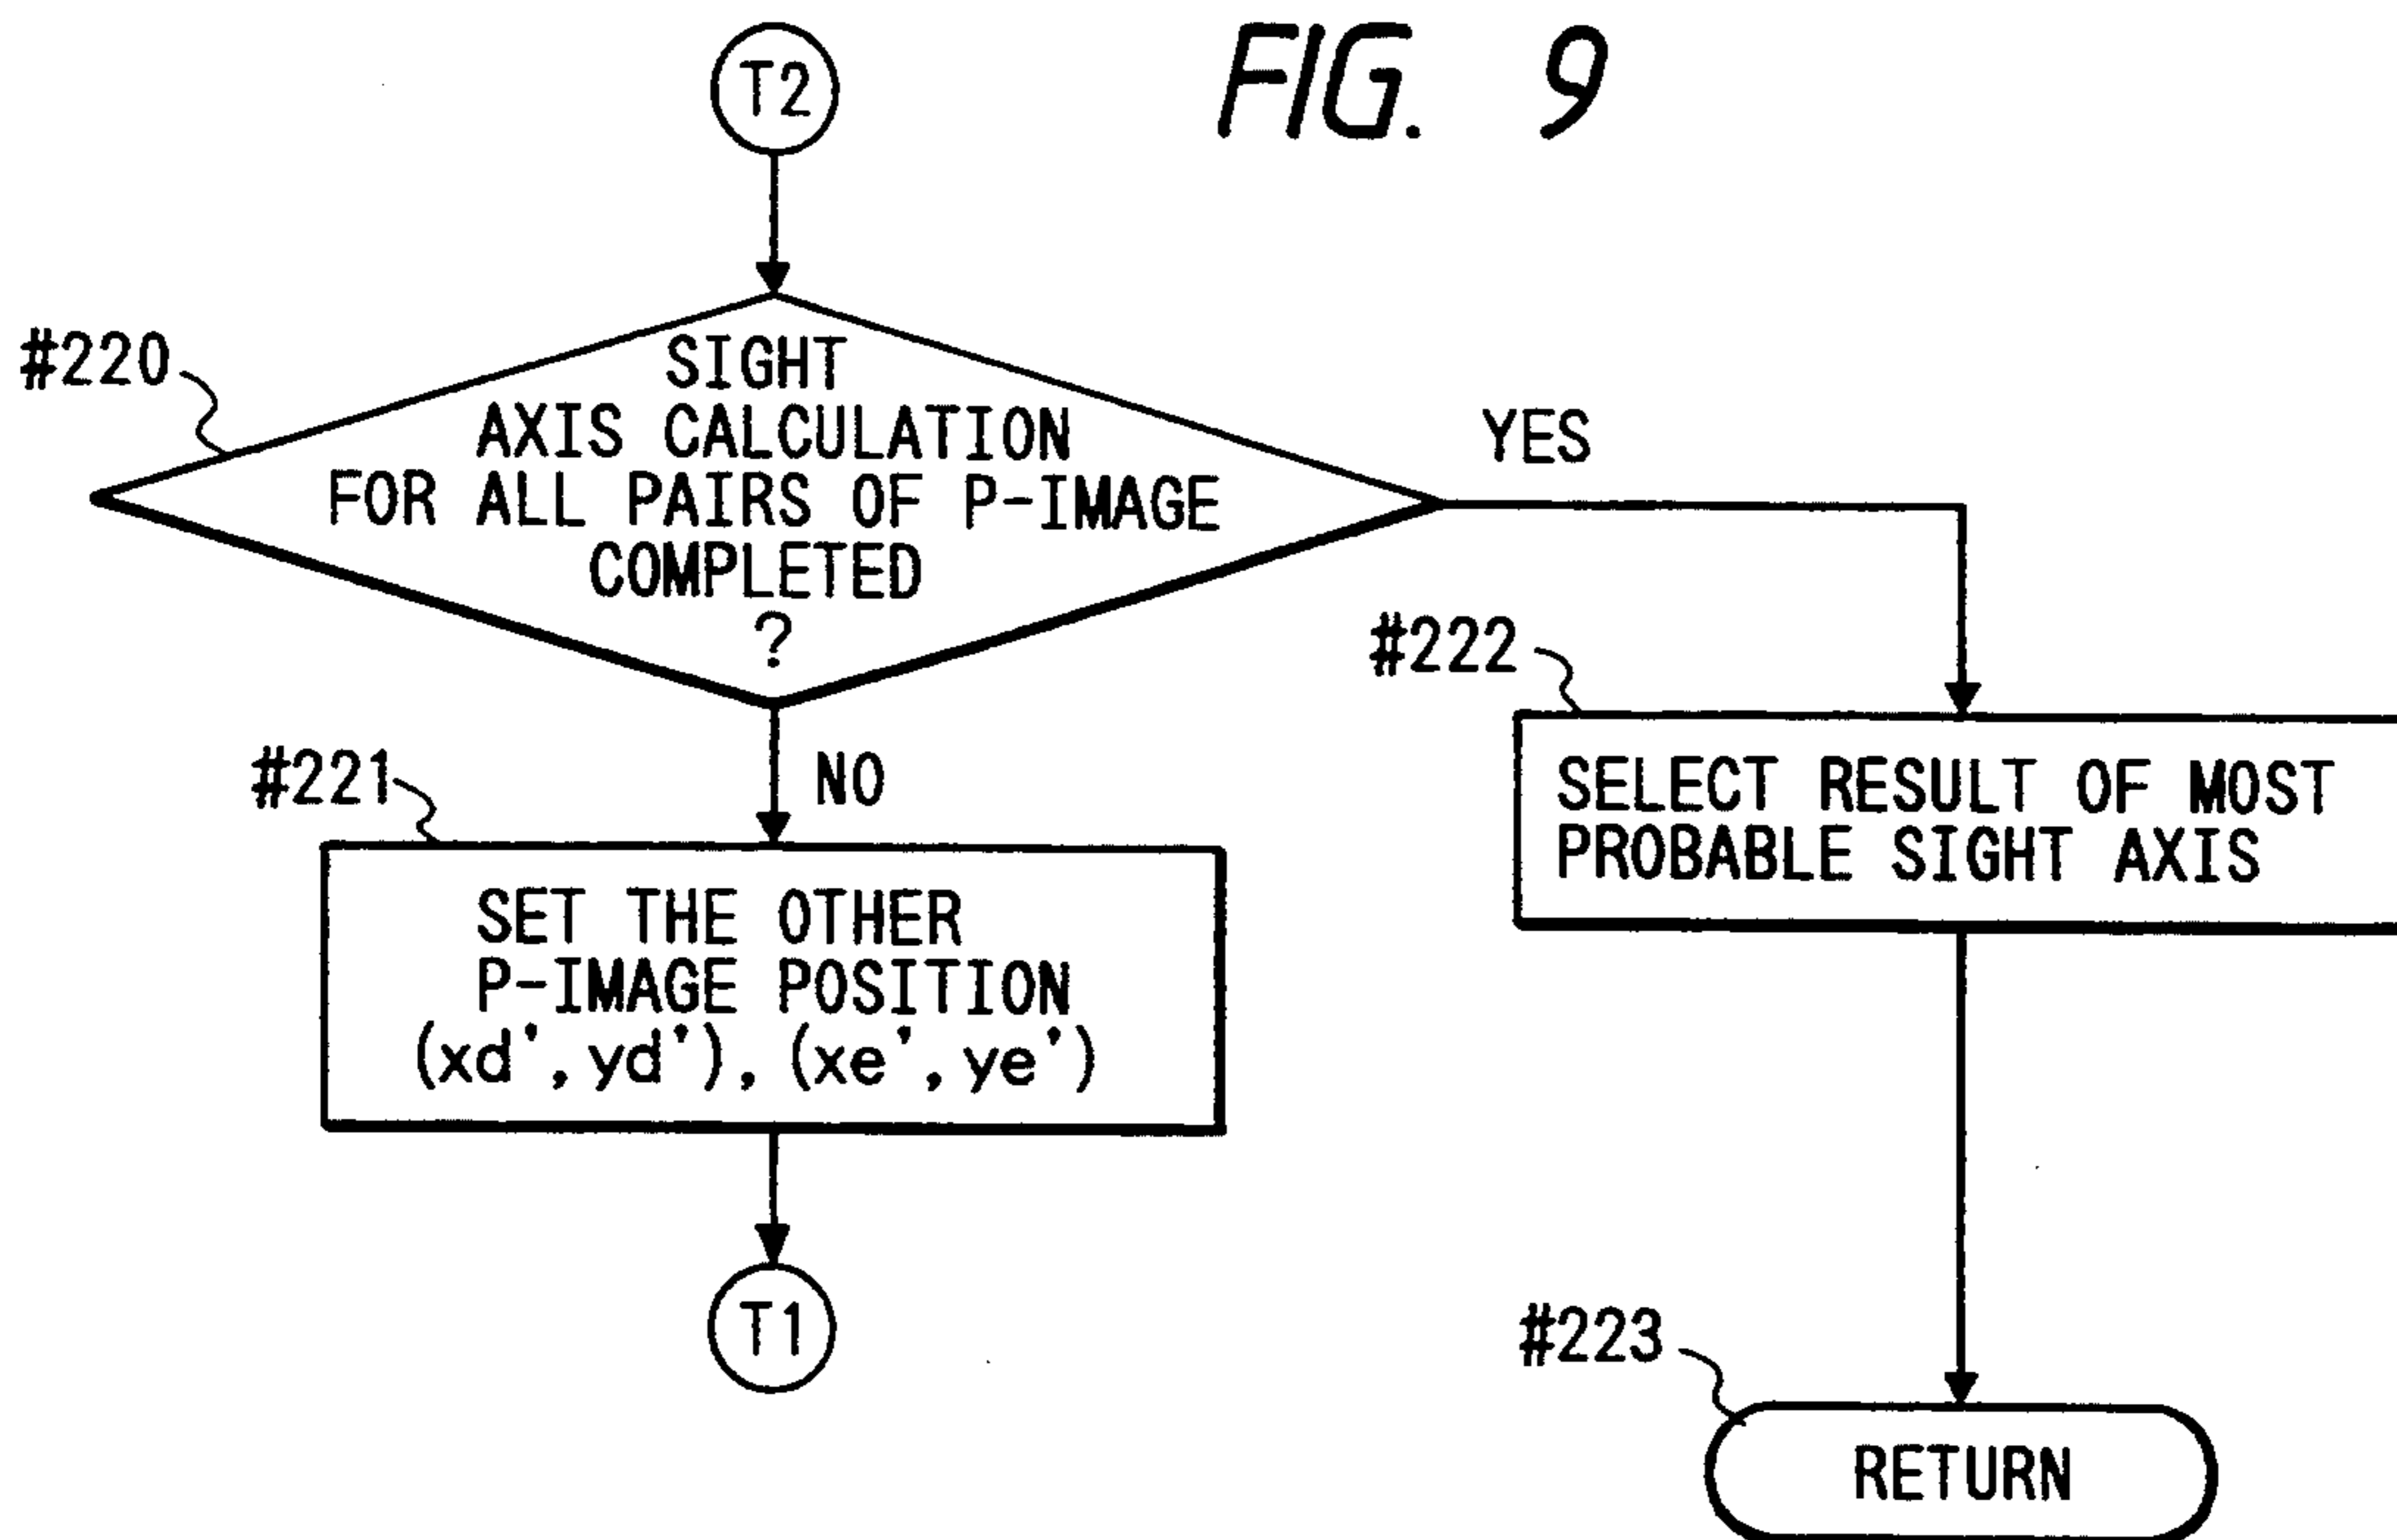 FIG. 9
T2
#220
SIGHT
AXIS CALCULATION
FOR ALL PAIRS OF P-IMAGE
COMPLETED
?
YES
NO
#221
SET THE OTHER
P-IMAGE POSITION
(xd', yd'), (xe', ye')
T1
#222
SELECT RESULT OF MOST
PROBABLE SIGHT AXIS
#223
RETURN